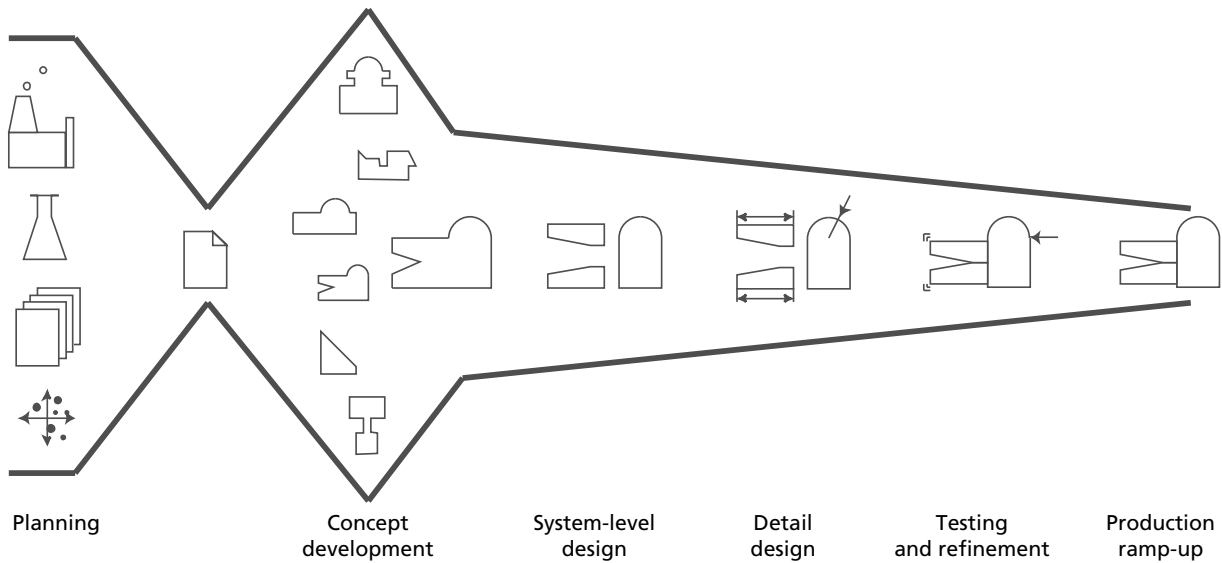 Planning
Concept
development
System-level
design
Detail
design
Testing
and refinement
Production
ramp-up